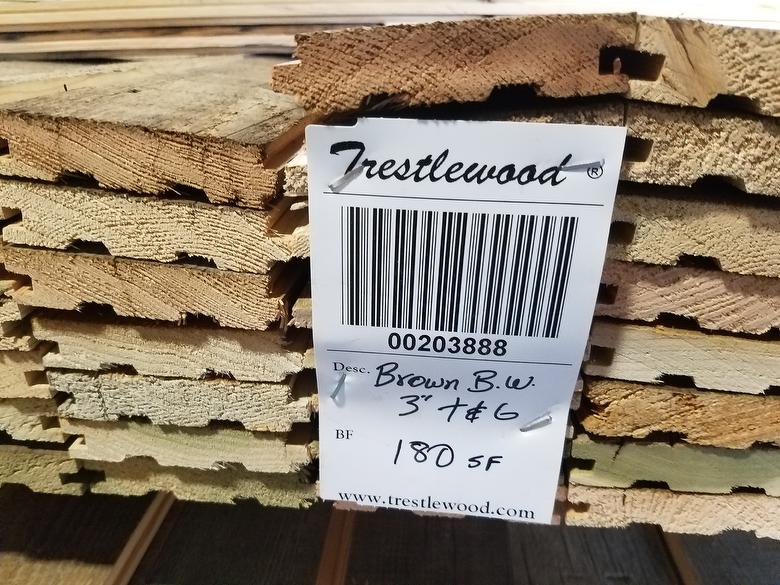 Trestlewood ®
00203888
Desc. Brown B.W.
3" t & G
BF
180 SF
www.trestlewood.com